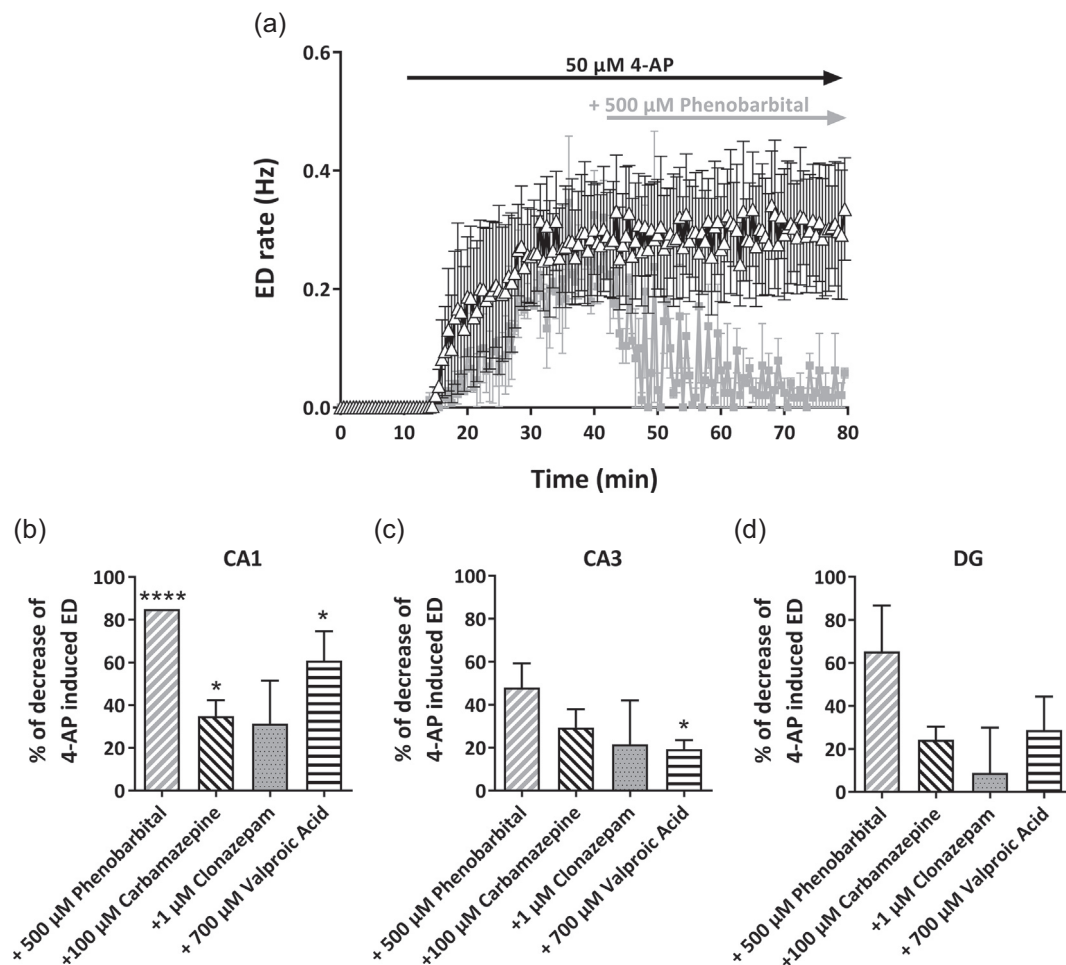 (a)
0.6
50 µM 4-AP
+ 500 µM Phenobarbital
0.4
ED rate (Hz)
0.2
0.0
0 10 20 30 40 50 60 70 80
Time (min)
(b)
CA1
% of decrease of
4-AP induced ED
100
80
60
40
20
0
****
*
*
+ 500 µM Phenobarbital
+100 µM Carbamazepine
+1 µM Clonazepam
+ 700 µM Valproic Acid
(c)
CA3
% of decrease of
4-AP induced ED
100
80
60
40
20
0
*
+ 500 µM Phenobarbital
+100 µM Carbamazepine
+1 µM Clonazepam
+ 700 µM Valproic Acid
(d)
DG
% of decrease of
4-AP induced ED
100
80
60
40
20
0
+ 500 µM Phenobarbital
+100 µM Carbamazepine
+1 µM Clonazepam
+ 700 µM Valproic Acid